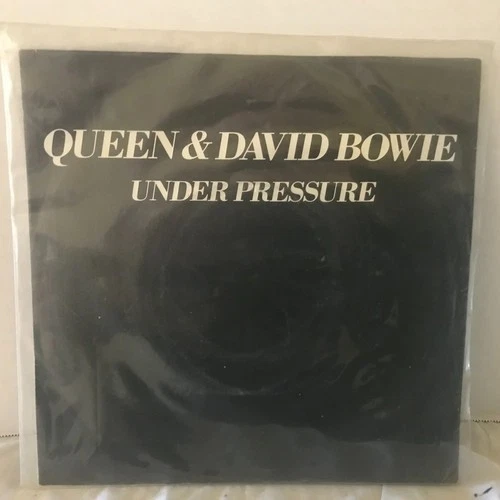 QUEEN & DAVID BOWIE
UNDER PRESSURE